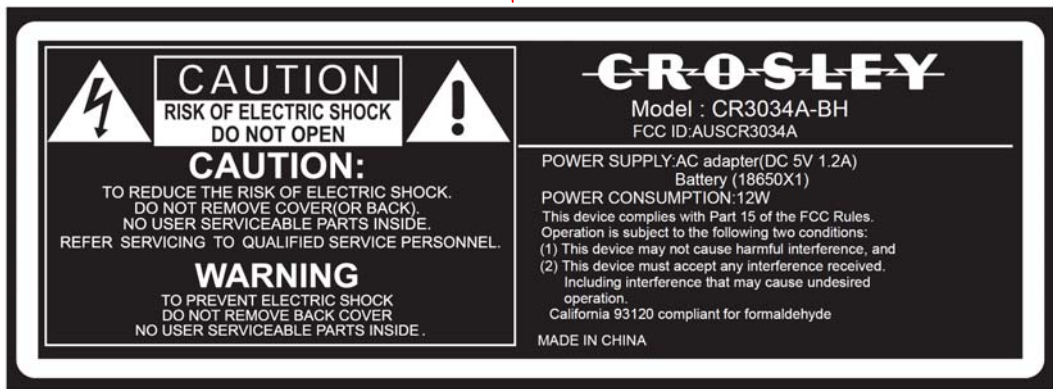 CAUTION
RISK OF ELECTRIC SHOCK
DO NOT OPEN
CAUTION:
TO REDUCE THE RISK OF ELECTRIC SHOCK.
DO NOT REMOVE COVER(OR BACK).
NO USER SERVICEABLE PARTS INSIDE.
REFER SERVICING TO QUALIFIED SERVICE PERSONNEL.
WARNING
TO PREVENT ELECTRIC SHOCK
DO NOT REMOVE BACK COVER
NO USER SERVICEABLE PARTS INSIDE.
CROSLEY
Model : CR3034A-BH
FCC ID:AUSCR3034A
POWER SUPPLY:AC adapter(DC 5V 1.2A)
Battery (18650X1)
POWER CONSUMPTION:12W
This device complies with Part 15 of the FCC Rules.
Operation is subject to the following two conditions:
(1) This device may not cause harmful interference, and
(2) This device must accept any interference received.
Including interference that may cause undesired
operation.
California 93120 compliant for formaldehyde
MADE IN CHINA